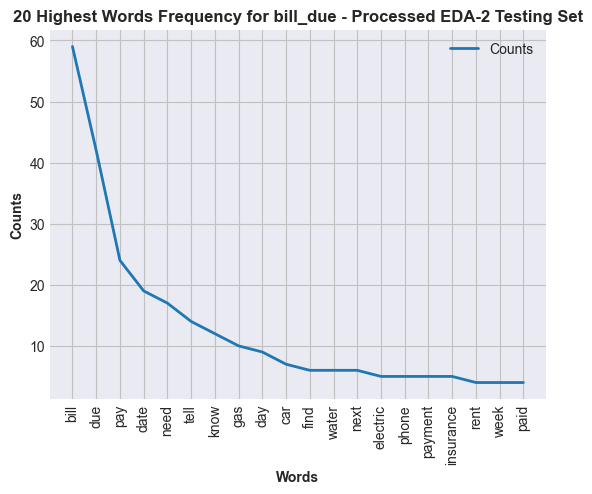 20 Highest Words Frequency for bill_due - Processed EDA-2 Testing Set
Counts
60
50
40
30
20
10
Counts
bill
due
pay
date
need
tell
know
gas
day
car
find
water
next
electric
phone
payment
insurance
rent
week
paid
Words